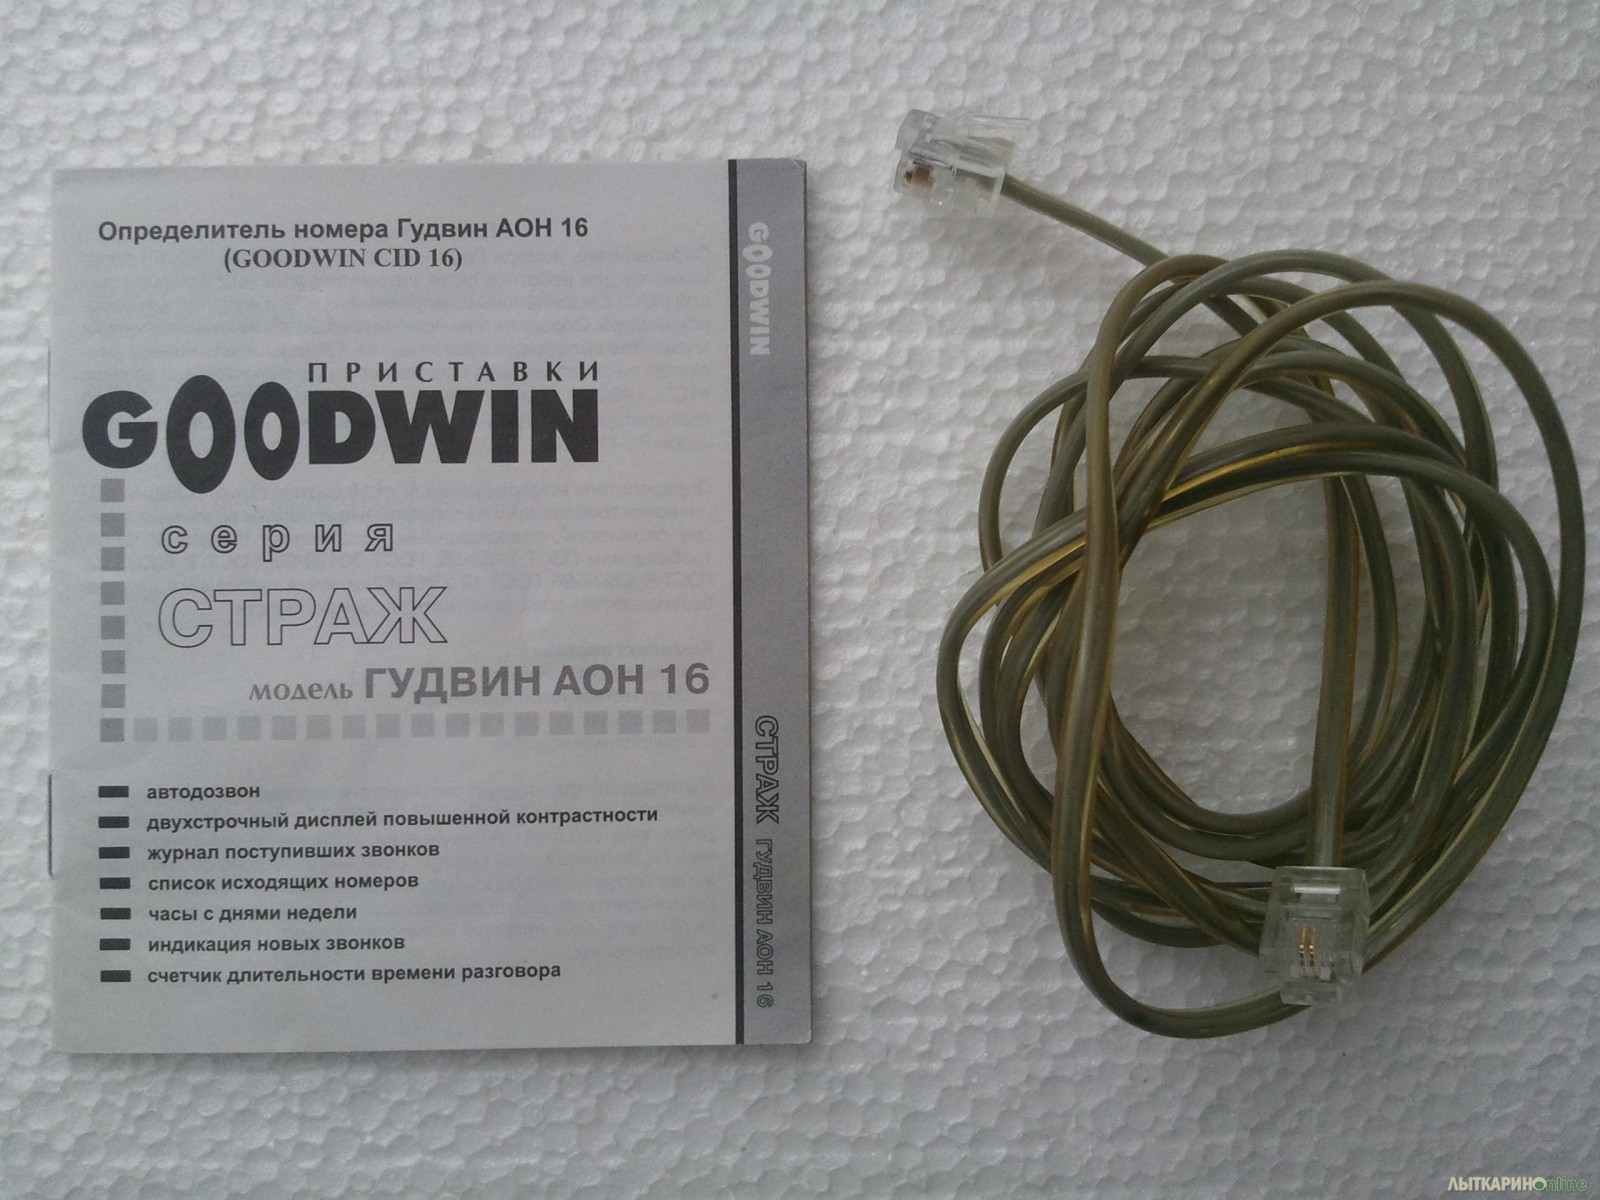 Определитель номера Гудвин АОН 16
(GOODWIN CID 16)
ПРИСТАВКИ
GOODWIN
серия
СТРАЖ
модель ГУДВИН АОН 16
автодозвон
двухстрочный дисплей повышенной контрастности
журнал поступивших звонков
список исходящих номеров
часы с днями недели
индикация новых звонков
счетчик длительности времени разговора
GOODWIN
СТРАЖ ГУДВИН АОН 16
ЛЫТКАРИНОonline